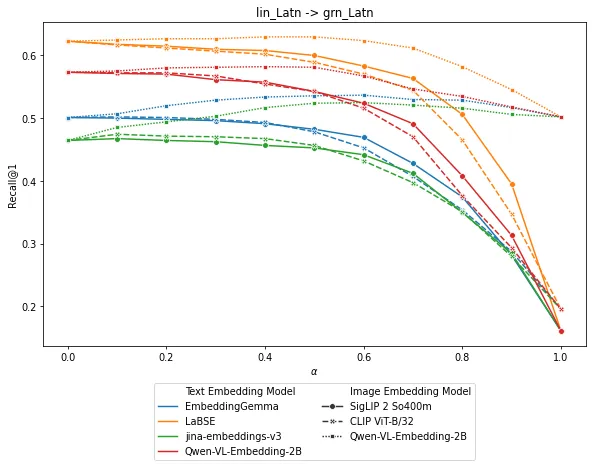 lin_Latn -> grn_Latn
Recall@1
0.6
0.5
0.4
0.3
0.2
0.0 0.2 0.4 0.6 0.8 1.0
α
Text Embedding Model Image Embedding Model
EmbeddingGemma SigLIP 2 So400m
LaBSE CLIP ViT-B/32
jina-embeddings-v3 Qwen-VL-Embedding-2B
Qwen-VL-Embedding-2B